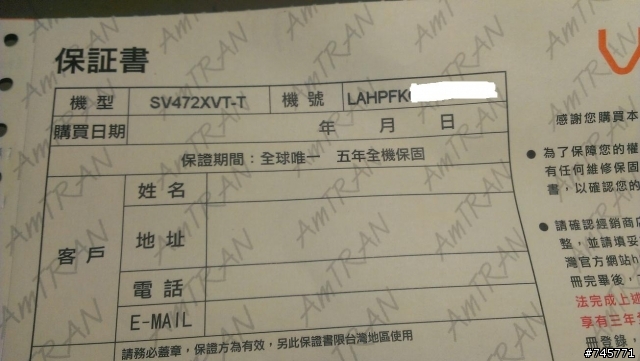 保証書
機型 SV472XVT-T 機號 LAHPFK
購買日期 年 月 日
保證期間：全球唯一 五年全機保固
客戶
姓名
地址
電話
E-MAIL
請務必蓋章，保證方為有效，另此保證書限台灣地區使用
感謝您購買本
● 為了保障您的權
有任何維修保固
書，以確認您的
● 請確認經銷商店
整，並請填妥
灣官方網站h
冊完畢後，
法完成上述
享有三年
冊登錄，
AmTRAN
#745771